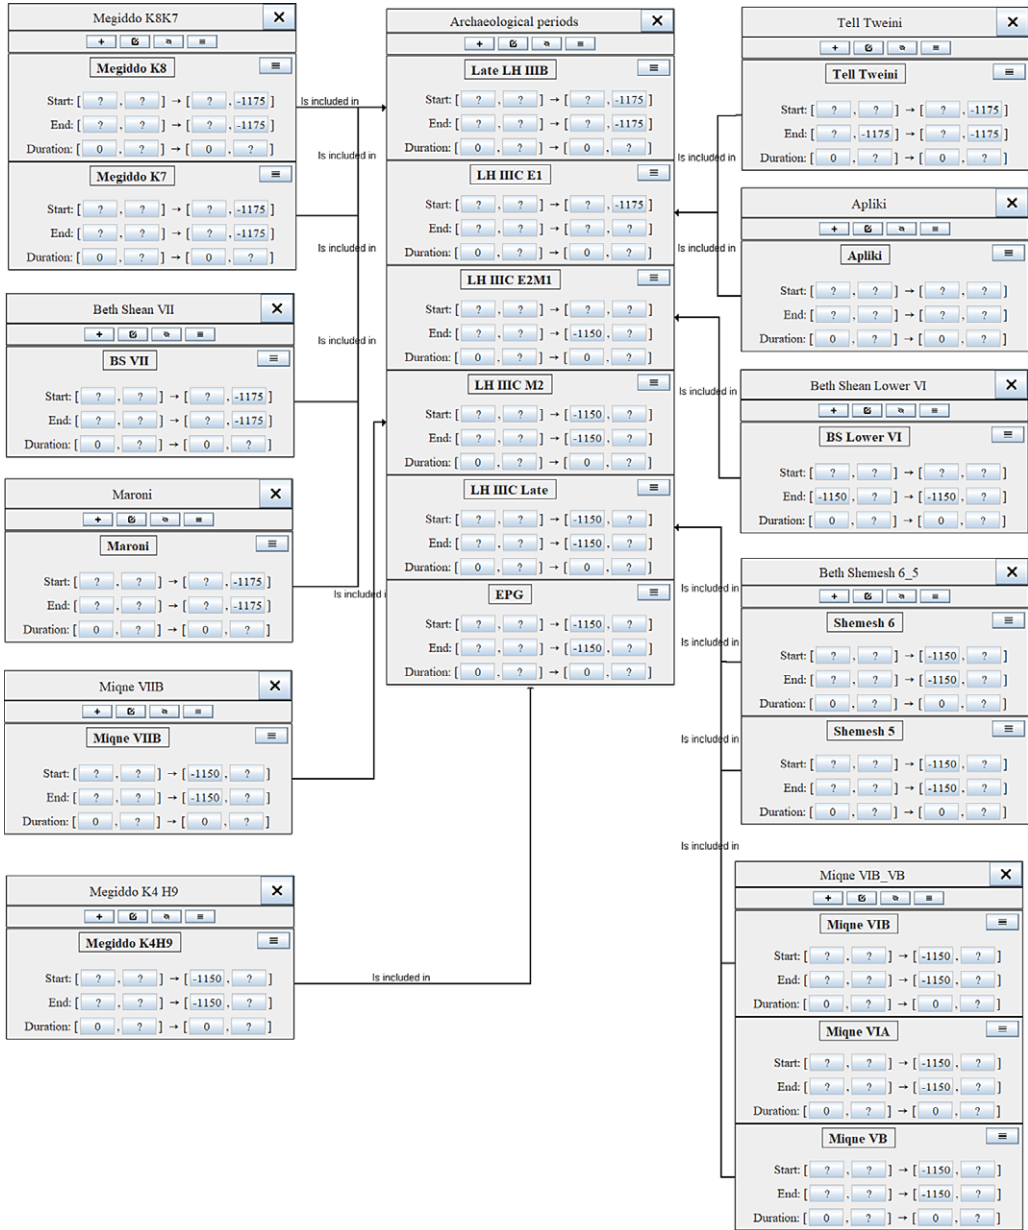 Megiddo K8K7
Megiddo K8
Start: [ ? , ? ] → [ ? , -1175 ]
End: [ ? , ? ] → [ ? , -1175 ]
Duration: [ 0 , ? ] → [ 0 , ? ]
Megiddo K7
Start: [ ? , ? ] → [ ? , -1175 ]
End: [ ? , ? ] → [ ? , -1175 ]
Duration: [ 0 , ? ] → [ 0 , ? ]
Beth Shean VII
BS VII
Start: [ ? , ? ] → [ ? , -1175 ]
End: [ ? , ? ] → [ ? , -1175 ]
Duration: [ 0 , ? ] → [ 0 , ? ]
Maroni
Maroni
Start: [ ? , ? ] → [ ? , -1175 ]
End: [ ? , ? ] → [ ? , -1175 ]
Duration: [ 0 , ? ] → [ 0 , ? ]
Miqne VIIB
Miqne VIIB
Start: [ ? , ? ] → [ -1150 , ? ]
End: [ ? , ? ] → [ -1150 , ? ]
Duration: [ 0 , ? ] → [ 0 , ? ]
Megiddo K4 H9
Megiddo K4H9
Start: [ ? , ? ] → [ -1150 , ? ]
End: [ ? , ? ] → [ -1150 , ? ]
Duration: [ 0 , ? ] → [ 0 , ? ]
Is included in
Is included in
Is included in
Is included in
Is included in
Is included in
Archaeological periods
Late LH IIIB
Start: [ ? , ? ] → [ ? , -1175 ]
End: [ ? , ? ] → [ ? , -1175 ]
Duration: [ 0 , ? ] → [ 0 , ? ]
LH IIIC E1
Start: [ ? , ? ] → [ ? , -1175 ]
End: [ ? , ? ] → [ ? , ? ]
Duration: [ 0 , ? ] → [ 0 , ? ]
LH IIIC E2M1
Start: [ ? , ? ] → [ ? , ? ]
End: [ ? , ? ] → [ -1150 , ? ]
Duration: [ 0 , ? ] → [ 0 , ? ]
LH IIIC M2
Start: [ ? , ? ] → [ -1150 , ? ]
End: [ ? , ? ] → [ -1150 , ? ]
Duration: [ 0 , ? ] → [ 0 , ? ]
LH IIIC Late
Start: [ ? , ? ] → [ -1150 , ? ]
End: [ ? , ? ] → [ -1150 , ? ]
Duration: [ 0 , ? ] → [ 0 , ? ]
EPG
Start: [ ? , ? ] → [ -1150 , ? ]
End: [ ? , ? ] → [ -1150 , ? ]
Duration: [ 0 , ? ] → [ 0 , ? ]
Is included in
Is included in
Is included in
Is included in
Is included in
Is included in
Is included in
Tell Tweini
Tell Tweini
Start: [ ? , ? ] → [ ? , -1175 ]
End: [ ? , -1175 ] → [ ? , -1175 ]
Duration: [ 0 , ? ] → [ 0 , ? ]
Apliki
Apliki
Start: [ ? , ? ] → [ ? , ? ]
End: [ ? , ? ] → [ ? , ? ]
Duration: [ 0 , ? ] → [ 0 , ? ]
Beth Shean Lower VI
BS Lower VI
Start: [ ? , ? ] → [ ? , ? ]
End: [ -1150 , ? ] → [ -1150 , ? ]
Duration: [ 0 , ? ] → [ 0 , ? ]
Beth Shemesh 6_5
Shemesh 6
Start: [ ? , ? ] → [ -1150 , ? ]
End: [ ? , ? ] → [ -1150 , ? ]
Duration: [ 0 , ? ] → [ 0 , ? ]
Shemesh 5
Start: [ ? , ? ] → [ -1150 , ? ]
End: [ ? , ? ] → [ -1150 , ? ]
Duration: [ 0 , ? ] → [ 0 , ? ]
Miqne VIB_VB
Miqne VIB
Start: [ ? , ? ] → [ -1150 , ? ]
End: [ ? , ? ] → [ -1150 , ? ]
Duration: [ 0 , ? ] → [ 0 , ? ]
Miqne VIA
Start: [ ? , ? ] → [ -1150 , ? ]
End: [ ? , ? ] → [ -1150 , ? ]
Duration: [ 0 , ? ] → [ 0 , ? ]
Miqne VB
Start: [ ? , ? ] → [ -1150 , ? ]
End: [ ? , ? ] → [ -1150 , ? ]
Duration: [ 0 , ? ] → [ 0 , ? ]